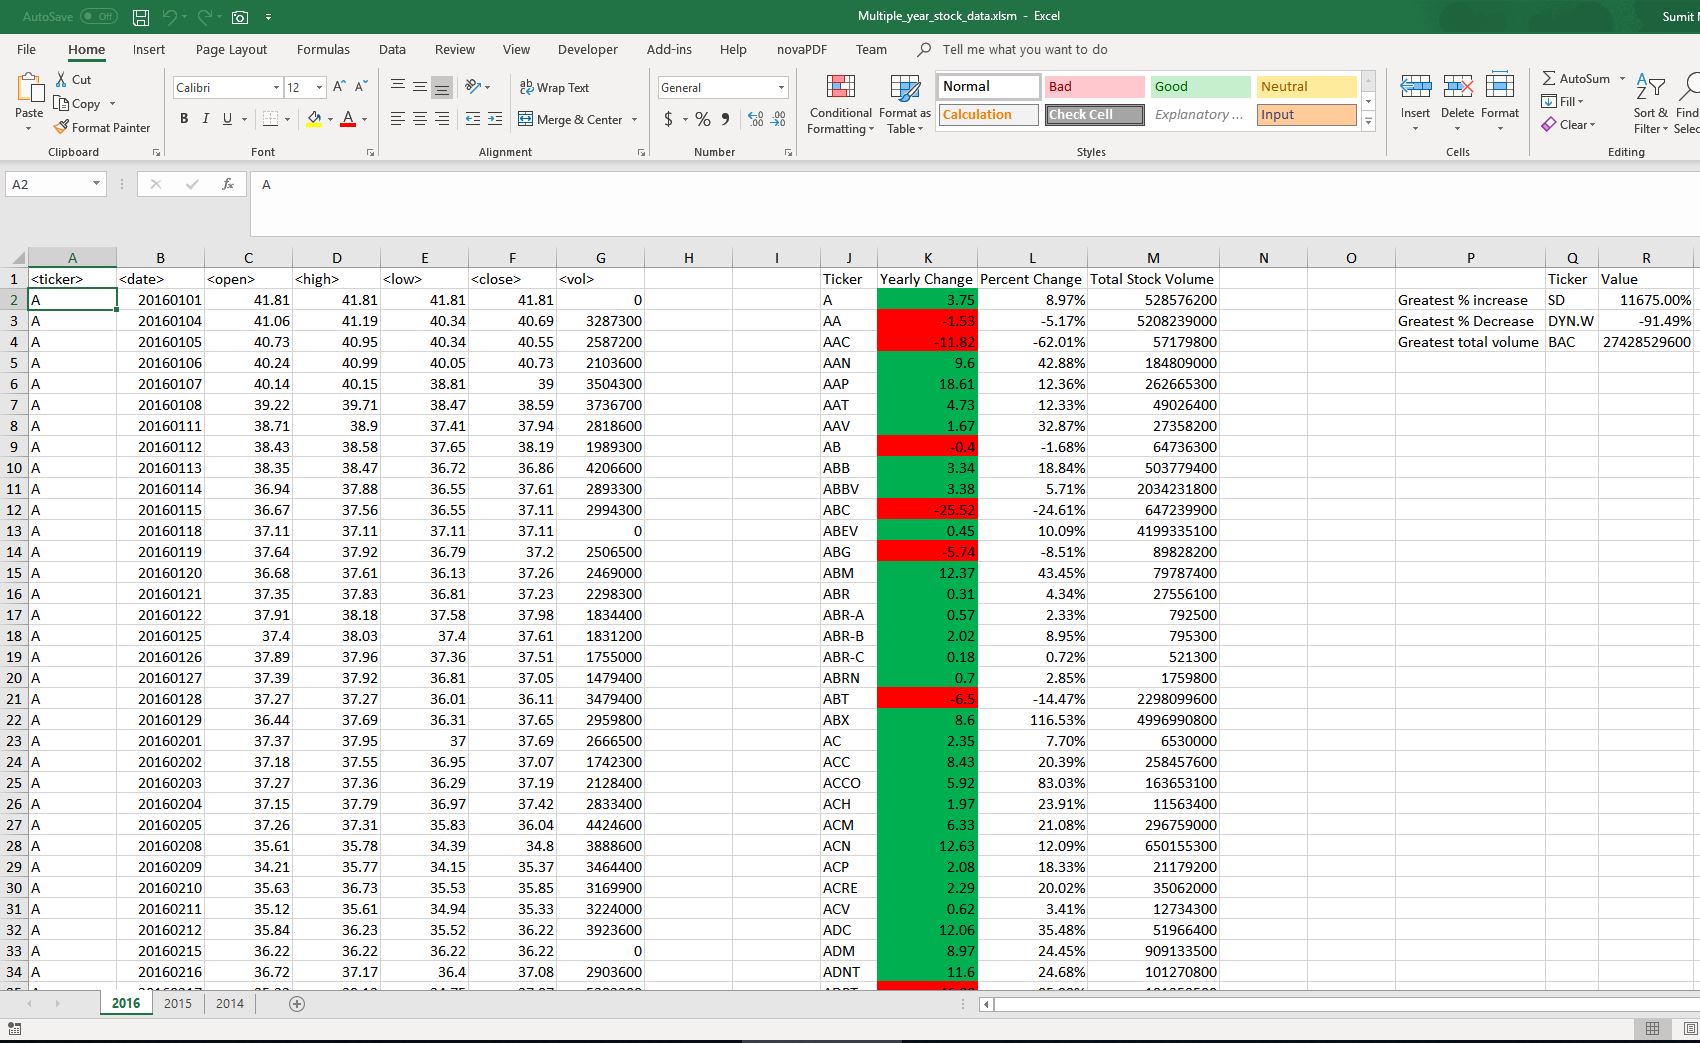 AutoSave Off Multiple_year_stock_data.xlsm - Excel Sumit
File Home Insert Page Layout Formulas Data Review View Developer Add-ins Help novaPDF Team Tell me what you want to do
Paste Cut Copy Format Painter Calibri 12 Wrap Text Merge & Center General Conditional Formatting Format as Table Normal Bad Good Neutral Insert Delete Format AutoSum Fill Clear Sort & Filter Find
B I U A $ % Calculation Check Cell Explanatory ... Input
Clipboard Font Alignment Number Styles Cells Editing
A2 fx A
A B C D E F G H I J K L M N O P Q R
1 <ticker> <date> <open> <high> <low> <close> <vol> Ticker Yearly Change Percent Change Total Stock Volume Ticker Value
2 A 20160101 41.81 41.81 41.81 41.81 0 A 3.75 8.97% 528576200 Greatest % increase SD 11675.00%
3 A 20160104 41.06 41.19 40.34 40.69 3287300 AA -1.53 -5.17% 5208239000 Greatest % Decrease DYN.W -91.49%
4 A 20160105 40.73 40.95 40.34 40.55 2587200 AAC -11.82 -62.01% 57179800 Greatest total volume BAC 27428529600
5 A 20160106 40.24 40.99 40.05 40.73 2103600 AAN 9.6 42.88% 184809000
6 A 20160107 40.14 40.15 38.81 39 3504300 AAP 18.61 12.36% 262665300
7 A 20160108 39.22 39.71 38.47 38.59 3736700 AAT 4.73 12.33% 49026400
8 A 20160111 38.71 38.9 37.41 37.94 2818600 AAV 1.67 32.87% 27358200
9 A 20160112 38.43 38.58 37.65 38.19 1989300 AB -0.4 -1.68% 64736300
10 A 20160113 38.35 38.47 36.72 36.86 4206600 ABB 3.34 18.84% 503779400
11 A 20160114 36.94 37.88 36.55 37.61 2893300 ABBV 3.38 5.71% 2034231800
12 A 20160115 36.67 37.56 36.55 37.11 2994300 ABC -25.52 -24.61% 647239900
13 A 20160118 37.11 37.11 37.11 37.11 0 ABEV 0.45 10.09% 4199335100
14 A 20160119 37.64 37.92 36.79 37.2 2506500 ABG -5.74 -8.51% 89828200
15 A 20160120 36.68 37.61 36.13 37.26 2469000 ABM 12.37 43.45% 79787400
16 A 20160121 37.35 37.83 36.81 37.23 2298300 ABR 0.31 4.34% 27556100
17 A 20160122 37.91 38.18 37.58 37.98 1834400 ABR-A 0.57 2.33% 792500
18 A 20160125 37.4 38.03 37.4 37.61 1831200 ABR-B 2.02 8.95% 795300
19 A 20160126 37.89 37.96 37.36 37.51 1755000 ABR-C 0.18 0.72% 521300
20 A 20160127 37.39 37.92 36.81 37.05 1479400 ABRN 0.7 2.85% 1759800
21 A 20160128 37.27 37.27 36.01 36.11 3479400 ABT -6.5 -14.47% 2298099600
22 A 20160129 36.44 37.69 36.31 37.65 2959800 ABX 8.6 116.53% 4996990800
23 A 20160201 37.37 37.95 37 37.69 2666500 AC 2.35 7.70% 6530000
24 A 20160202 37.18 37.55 36.95 37.07 1742300 ACC 8.43 20.39% 258457600
25 A 20160203 37.27 37.36 36.29 37.19 2128400 ACCO 5.92 83.03% 163653100
26 A 20160204 37.15 37.79 36.97 37.42 2833400 ACH 1.97 23.91% 11563400
27 A 20160205 37.26 37.31 35.83 36.04 4424600 ACM 6.33 21.08% 296759000
28 A 20160208 35.61 35.78 34.39 34.8 3888600 ACN 12.63 12.09% 650155300
29 A 20160209 34.21 35.77 34.15 35.37 3464400 ACP 2.08 18.33% 21179200
30 A 20160210 35.63 36.73 35.53 35.85 3169900 ACRE 2.29 20.02% 35062000
31 A 20160211 35.12 35.61 34.94 35.33 3224000 ACV 0.62 3.41% 12734300
32 A 20160212 35.84 36.23 35.52 36.22 3923600 ADC 12.06 35.48% 51966400
33 A 20160215 36.22 36.22 36.22 36.22 0 ADM 8.97 24.45% 909133500
34 A 20160216 36.72 37.17 36.4 37.08 2903600 ADNT 11.6 24.68% 101270800
2016 2015 2014